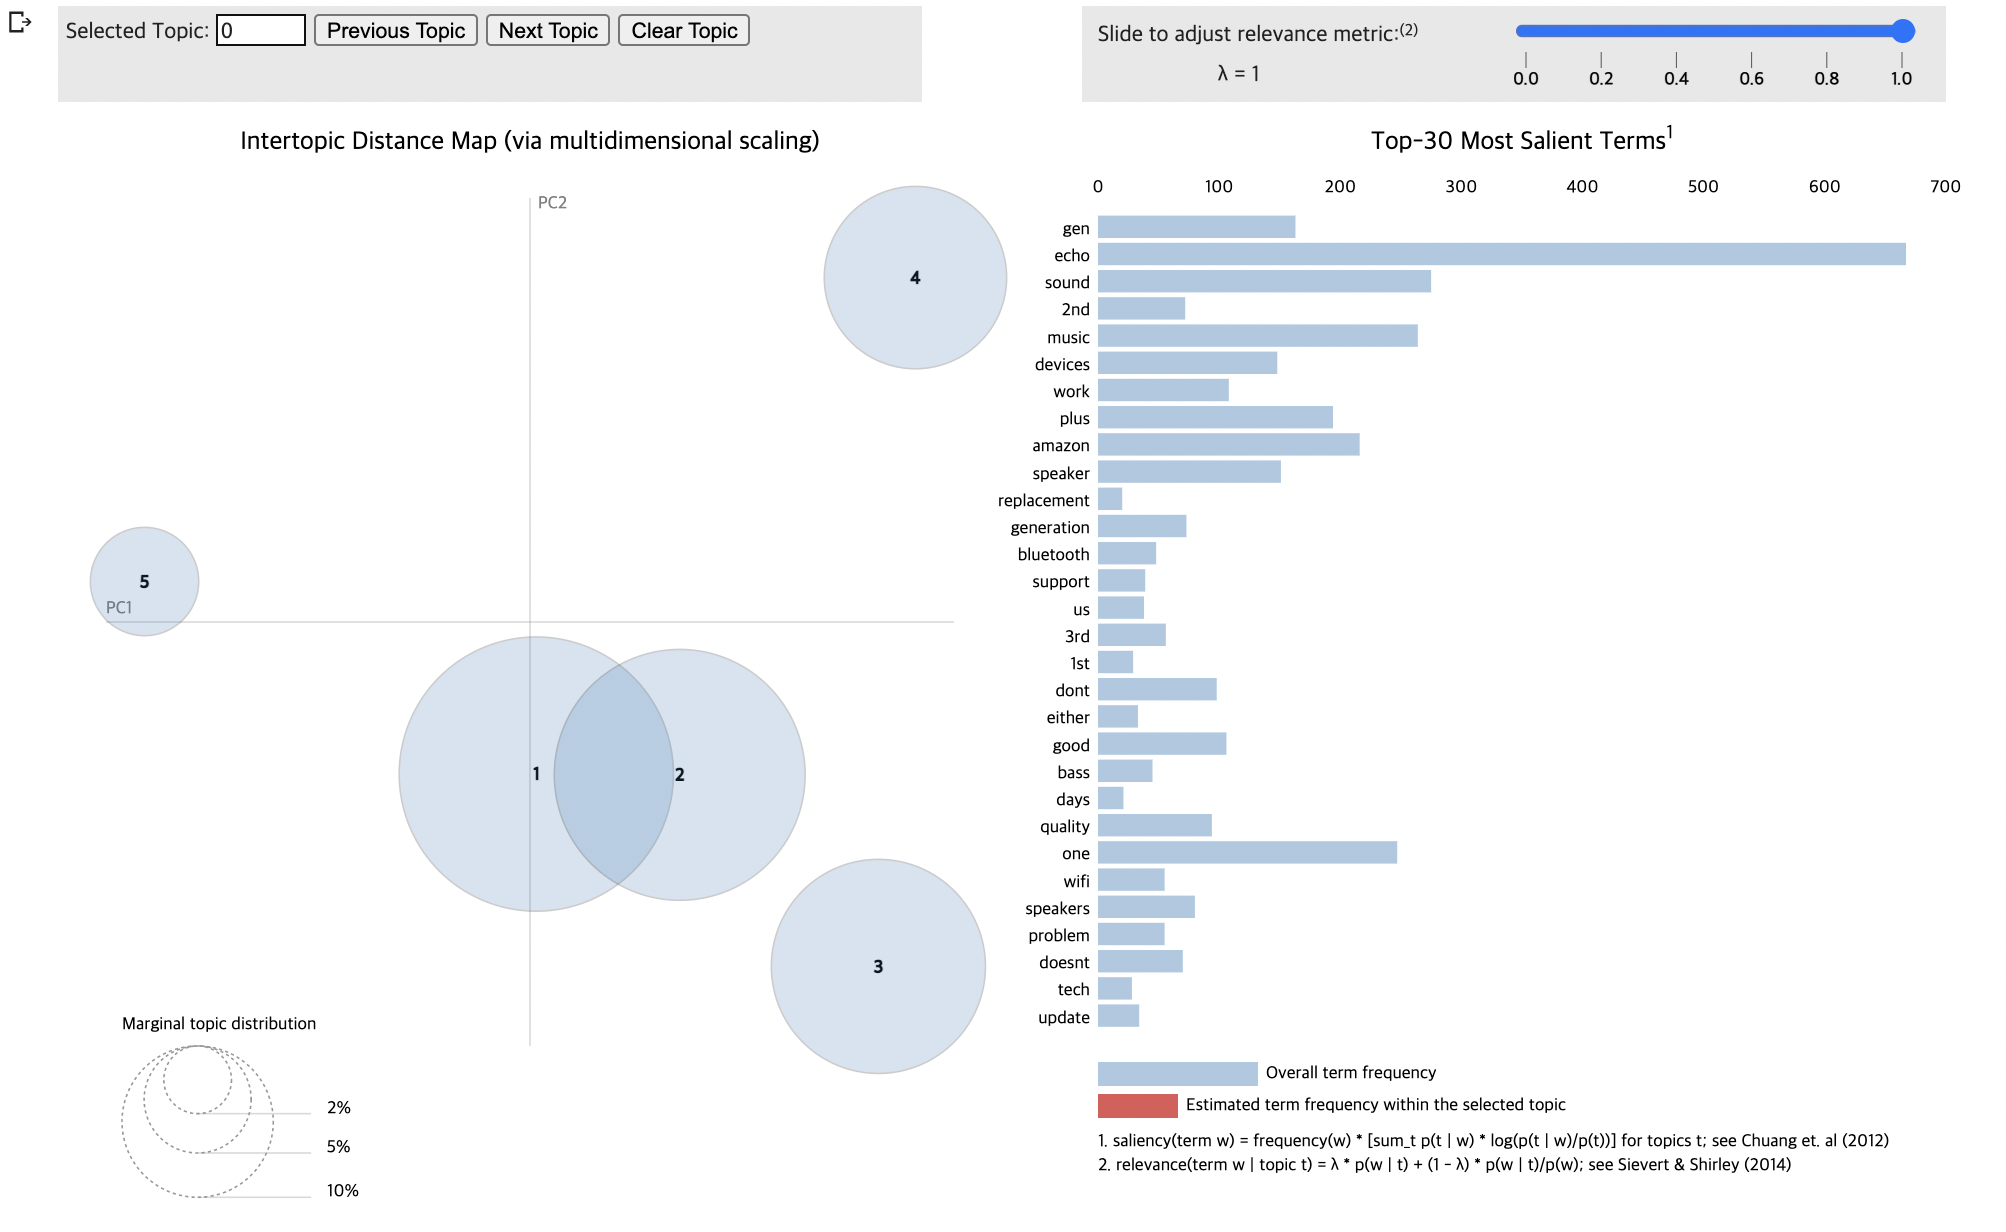 Selected Topic: 0 Previous Topic Next Topic Clear Topic
Slide to adjust relevance metric:(2)
λ = 1
0.0 0.2 0.4 0.6 0.8 1.0
Intertopic Distance Map (via multidimensional scaling)
PC2
4
5
PC1
1
2
3
Marginal topic distribution
2%
5%
10%
Top-30 Most Salient Terms1
0 100 200 300 400 500 600 700
gen
echo
sound
2nd
music
devices
work
plus
amazon
speaker
replacement
generation
bluetooth
support
us
3rd
1st
dont
either
good
bass
days
quality
one
wifi
speakers
problem
doesnt
tech
update
Overall term frequency
Estimated term frequency within the selected topic
1. saliency(term w) = frequency(w) * [sum_t p(t | w) * log(p(t | w)/p(t))] for topics t; see Chuang et. al (2012)
2. relevance(term w | topic t) = λ * p(w | t) + (1 - λ) * p(w | t)/p(w); see Sievert & Shirley (2014)